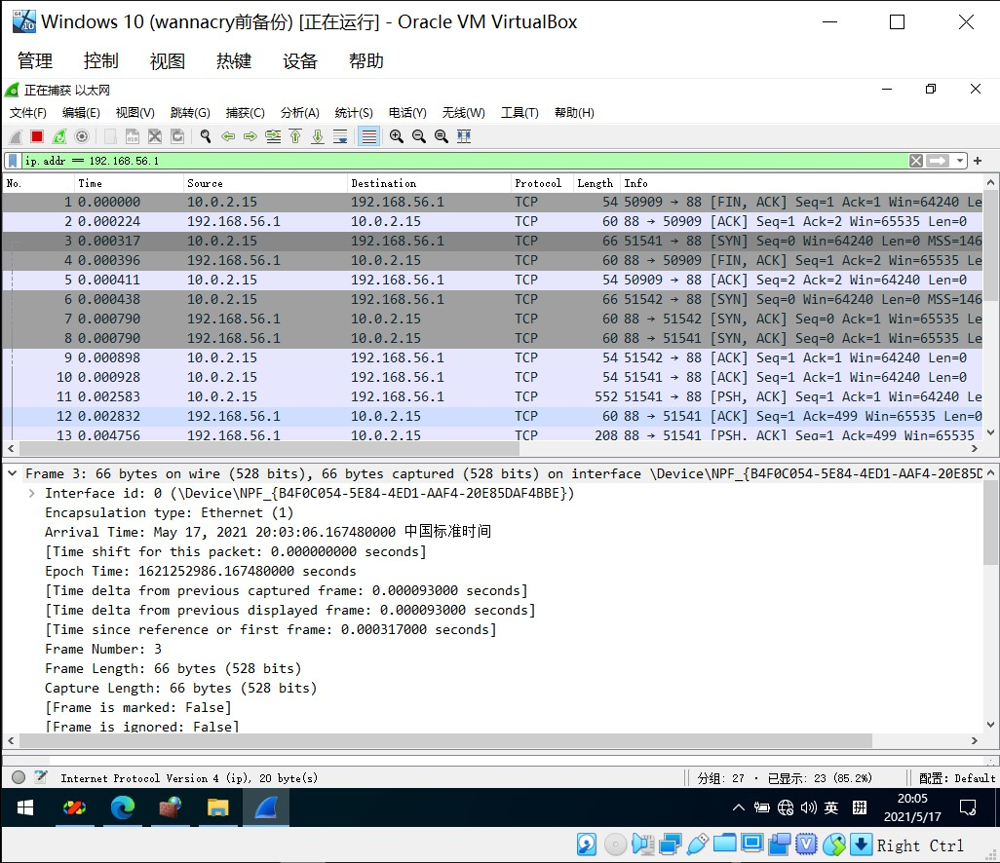 Windows 10 (wannacry前备份) [正在运行] - Oracle VM VirtualBox
管理 控制 视图 热键 设备 帮助
正在捕获 以太网
文件(F) 编辑(E) 视图(V) 跳转(G) 捕获(C) 分析(A) 统计(S) 电话(Y) 无线(W) 工具(T) 帮助(H)
ip.addr == 192.168.56.1
No. Time Source Destination Protocol Length Info
1 0.000000 10.0.2.15 192.168.56.1 TCP 54 50909 → 88 [FIN, ACK] Seq=1 Ack=1 Win=64240 Le
2 0.000224 192.168.56.1 10.0.2.15 TCP 60 88 → 50909 [ACK] Seq=1 Ack=2 Win=65535 Len=0
3 0.000317 10.0.2.15 192.168.56.1 TCP 66 51541 → 88 [SYN] Seq=0 Win=64240 Len=0 MSS=146
4 0.000396 192.168.56.1 10.0.2.15 TCP 60 88 → 50909 [FIN, ACK] Seq=1 Ack=2 Win=65535 Le
5 0.000411 10.0.2.15 192.168.56.1 TCP 54 50909 → 88 [ACK] Seq=2 Ack=2 Win=64240 Len=0
6 0.000438 10.0.2.15 192.168.56.1 TCP 66 51542 → 88 [SYN] Seq=0 Win=64240 Len=0 MSS=146
7 0.000790 192.168.56.1 10.0.2.15 TCP 60 88 → 51542 [SYN, ACK] Seq=0 Ack=1 Win=65535 Le
8 0.000790 192.168.56.1 10.0.2.15 TCP 60 88 → 51541 [SYN, ACK] Seq=0 Ack=1 Win=65535 Le
9 0.000898 10.0.2.15 192.168.56.1 TCP 54 51542 → 88 [ACK] Seq=1 Ack=1 Win=64240 Len=0
10 0.000928 10.0.2.15 192.168.56.1 TCP 54 51541 → 88 [ACK] Seq=1 Ack=1 Win=64240 Len=0
11 0.002583 10.0.2.15 192.168.56.1 TCP 552 51541 → 88 [PSH, ACK] Seq=1 Ack=1 Win=64240 Le
12 0.002832 192.168.56.1 10.0.2.15 TCP 60 88 → 51541 [ACK] Seq=1 Ack=499 Win=65535 Len=0
13 0.004756 192.168.56.1 10.0.2.15 TCP 208 88 → 51541 [PSH, ACK] Seq=1 Ack=499 Win=65535
Frame 3: 66 bytes on wire (528 bits), 66 bytes captured (528 bits) on interface \Device\NPF_{B4F0C054-5E84-4ED1-AAF4-20E85D
Interface id: 0 (\Device\NPF_{B4F0C054-5E84-4ED1-AAF4-20E85DAF4BBE})
Encapsulation type: Ethernet (1)
Arrival Time: May 17, 2021 20:03:06.167480000 中国标准时间
[Time shift for this packet: 0.000000000 seconds]
Epoch Time: 1621252986.167480000 seconds
[Time delta from previous captured frame: 0.000093000 seconds]
[Time delta from previous displayed frame: 0.000093000 seconds]
[Time since reference or first frame: 0.000317000 seconds]
Frame Number: 3
Frame Length: 66 bytes (528 bits)
Capture Length: 66 bytes (528 bits)
[Frame is marked: False]
[Frame is ignored: False]
Internet Protocol Version 4 (ip), 20 byte(s) 分组: 27 · 已显示: 23 (85.2%) 配置: Default
英 拼 20:05
2021/5/17
Right Ctrl